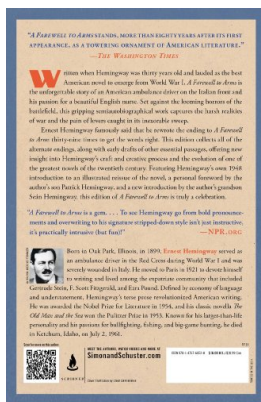 "A FAREWELL TO ARMS STANDS, MORE THAN EIGHTY YEARS AFTER ITS FIRST
APPEARANCE, AS A TOWERING ORNAMENT OF AMERICAN LITERATURE."
—THE WASHINGTON TIMES
Written when Hemingway was thirty years old and lauded as the best
American novel to emerge from World War I, A Farewell to Arms is
the unforgettable story of an American ambulance driver on the Italian front and
his passion for a beautiful English nurse. Set against the looming horrors of the
battlefield, this gripping semiautobiographical work captures the harsh realities
of war and the pain of lovers caught in its inexorable sweep.
Ernest Hemingway famously said that he rewrote the ending to A Farewell
to Arms thirty-nine times to get the words right. This edition collects all of the
alternate endings, along with early drafts of other essential passages, offering new
insight into Hemingway's craft and creative process and the evolution of one of
the greatest novels of the twentieth century. Featuring Hemingway's own 1948
introduction to an illustrated reissue of the novel, a personal foreword by the
author's son Patrick Hemingway, and a new introduction by the author's grandson
Seán Hemingway, this edition of A Farewell to Arms is truly a celebration.
"A Farewell to Arms is a gem. . . . To see Hemingway go from bold pronounce-
ments and overwriting to his signature stripped-down style isn't just instructive,
it's practically intrusive (but fun)!" —NPR.ORG
Born in Oak Park, Illinois, in 1899, Ernest Hemingway served as
an ambulance driver in the Red Cross during World War I and was
severely wounded in Italy. He moved to Paris in 1921 to devote himself
to writing and lived among the expatriate community that included
Gertrude Stein, F. Scott Fitzgerald, and Ezra Pound. Defined by economy of language
and understatement, Hemingway's terse prose revolutionized American writing.
He was awarded the Nobel Prize for Literature in 1954, and his classic novella The
Old Man and the Sea won the Pulitzer Prize in 1953. Known for his larger-than-life
personality and his passions for bullfighting, fishing, and big-game hunting, he died
in Ketchum, Idaho, on July 2, 1961.
MEET THE AUTHORS, WATCH VIDEOS AND MORE AT
SimonandSchuster.com
SCRIBNER